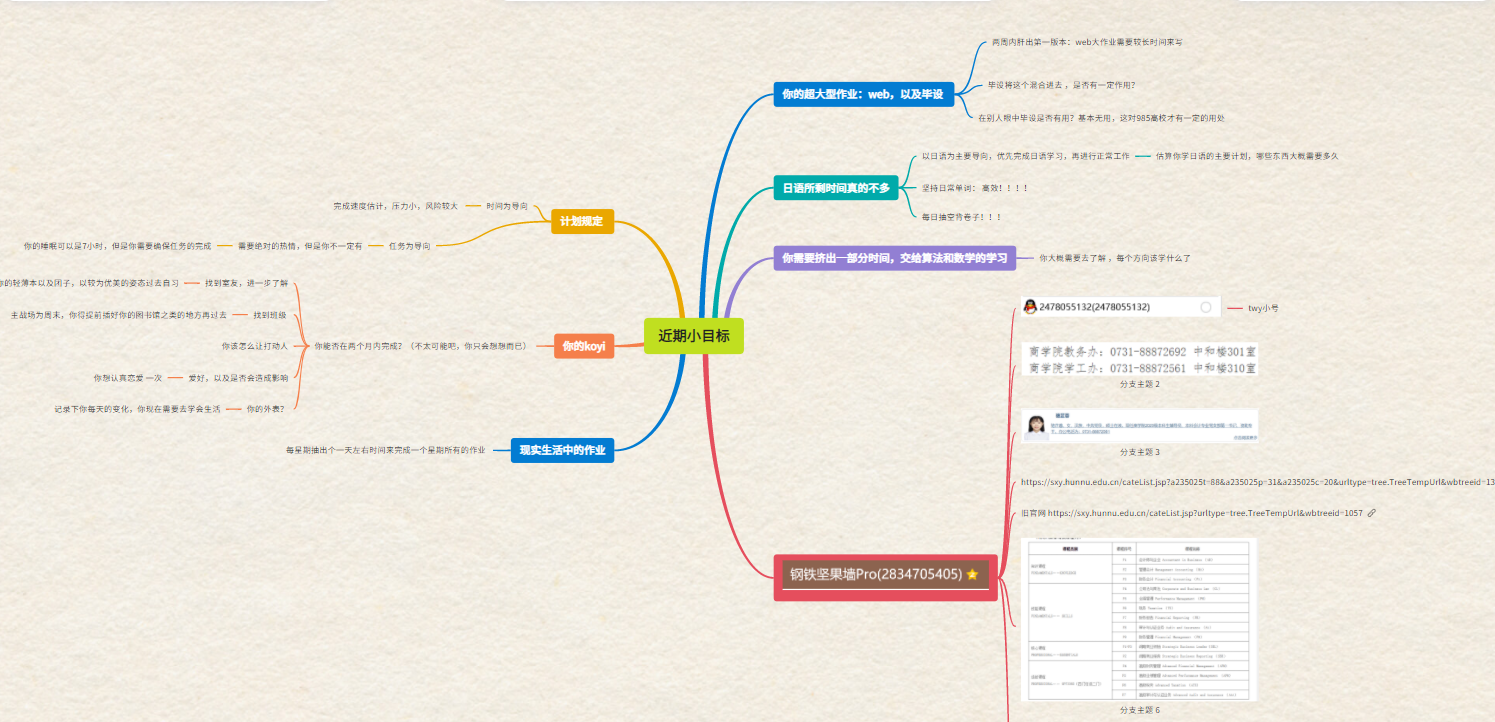 近期小目标
你的超大型作业：web，以及毕设
两周内肝出第一版本：web大作业需要较长时间来写
毕设将这个混合进去 ，是否有一定作用？
在别人眼中毕设是否有用？基本无用，这对985高校才有一定的用处
日语所剩时间真的不多
以日语为主要导向，优先完成日语学习，再进行正常工作
估算你学日语的主要计划，哪些东西大概需要多久
坚持日常单词： 高效！！！！
每日抽空背卷子！！！
你需要挤出一部分时间，交给算法和数学的学习
你大概需要去了解 ，每个方向该学什么了
钢铁坚果墙Pro(2834705405)
2478055132(2478055132)
twy小号
商学院教务办：0731-88872692 中和楼301室
商学院学工办：0731-88872561 中和楼310室
分支主题 2
分支主题 3
https://sxy.hunnu.edu.cn/cateList.jsp?a235025t=88&a235025p=31&a235025c=20&urltype=tree.TreeTempUrl&wbtreeid=13
旧官网 https://sxy.hunnu.edu.cn/cateList.jsp?urltype=tree.TreeTempUrl&wbtreeid=1057
分支主题 6
计划规定
时间为导向
完成速度估计，压力小，风险较大
任务为导向
需要绝对的热情，但是你不一定有
你的睡眠可以是7小时，但是你需要确保任务的完成
你的koyi
你能否在两个月内完成？（不太可能吧，你只会想想而已）
找到室友，进一步了解
你的轻薄本以及闭子，以较为优美的姿态过去自习
找到班级
主战场为周末，你得提前插好你的图书馆之类的地方再过去
你该怎么让打动人
爱好，以及是否会造成影响
你想认真恋爱一次
你的外表？
记录下你每天的变化，你现在需要去学会生活
现实生活中的作业
每星期抽出个一天左右时间来完成一个星期所有的作业